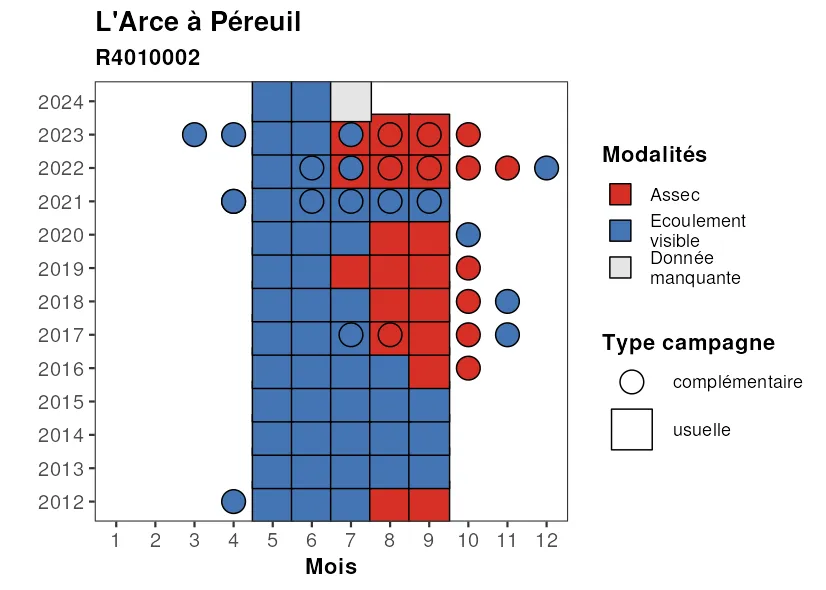 L'Arce à Péreuil
R4010002
2024
2023
2022
2021
2020
2019
2018
2017
2016
2015
2014
2013
2012
1 2 3 4 5 6 7 8 9 10 11 12
Mois
Modalités
Assec
Ecoulement
visible
Donnée
manquante
Type campagne
complémentaire
usuelle